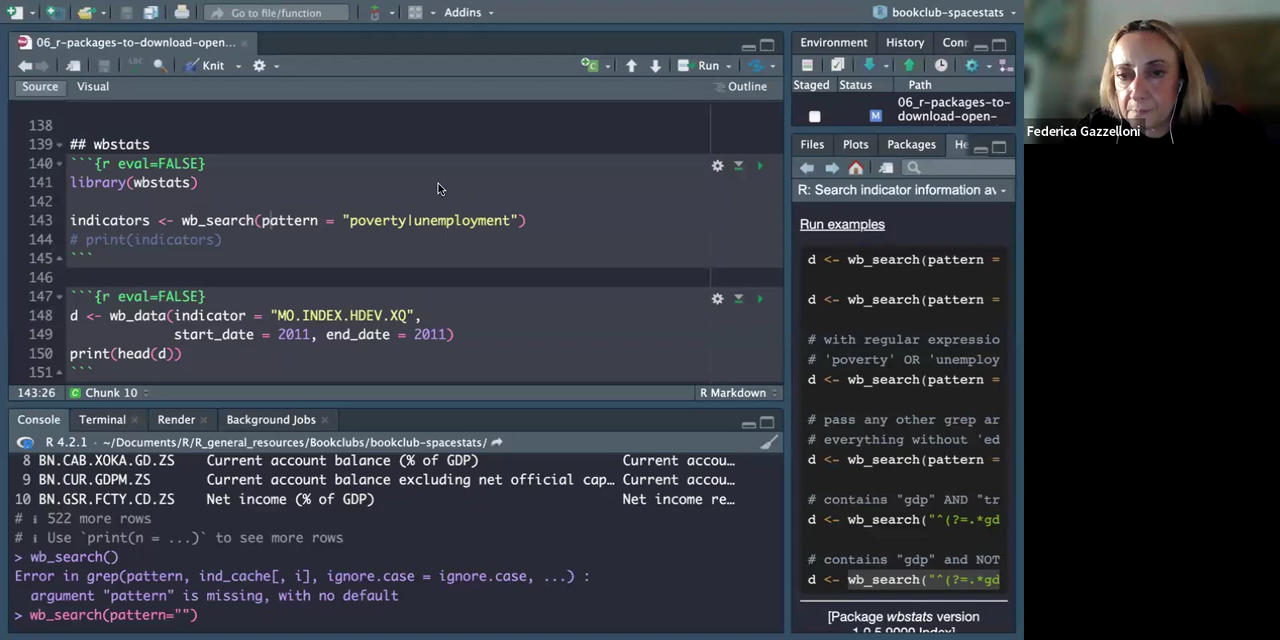 Go to file/function
Addins
bookclub-spacestats
06_r-packages-to-download-open...
Knit
Run
Source
Visual
Outline
138
139 ## wbstats
140 ```{r eval=FALSE}
141 library(wbstats)
142
143 indicators <- wb_search(pattern = "poverty|unemployment")
144 # print(indicators)
145 ```
146
147 ```{r eval=FALSE}
148 d <- wb_data(indicator = "MO.INDEX.HDEV.XQ",
149 start_date = 2011, end_date = 2011)
150 print(head(d))
151 ```
143:26
C Chunk 10
R Markdown
Console
Terminal
Render
Background Jobs
R 4.2.1 · ~/Documents/R/R_general_resources/Bookclubs/bookclub-spacestats/
8 BN.CAB.XOKA.GD.ZS Current account balance (% of GDP) Current accou...
9 BN.CUR.GDPM.ZS Current account balance excluding net official cap... Current accou...
10 BN.GSR.FCTY.CD.ZS Net income (% of GDP) Net income re...
# ℹ 522 more rows
# ℹ Use `print(n = ...)` to see more rows
> wb_search()
Error in grep(pattern, ind_cache[, i], ignore.case = ignore.case, ...) :
argument "pattern" is missing, with no default
> wb_search(pattern="")
Environment
History
Conr
Staged
Status
Path
M
06_r-packages-to-download-open-
Files
Plots
Packages
He
R: Search indicator information av
Run examples
d <- wb_search(pattern =
d <- wb_search(pattern =
# with regular expressio
# 'poverty' OR 'unemploy
d <- wb_search(pattern =
# pass any other grep ar
# everything without 'ed
d <- wb_search(pattern =
# contains "gdp" AND "tr
d <- wb_search("^(?=.*gd
# contains "gdp" and NOT
d <- wb_search("^(?=.*gd
[Package wbstats version
1.0.5.9000 Index]
Federica Gazzelloni